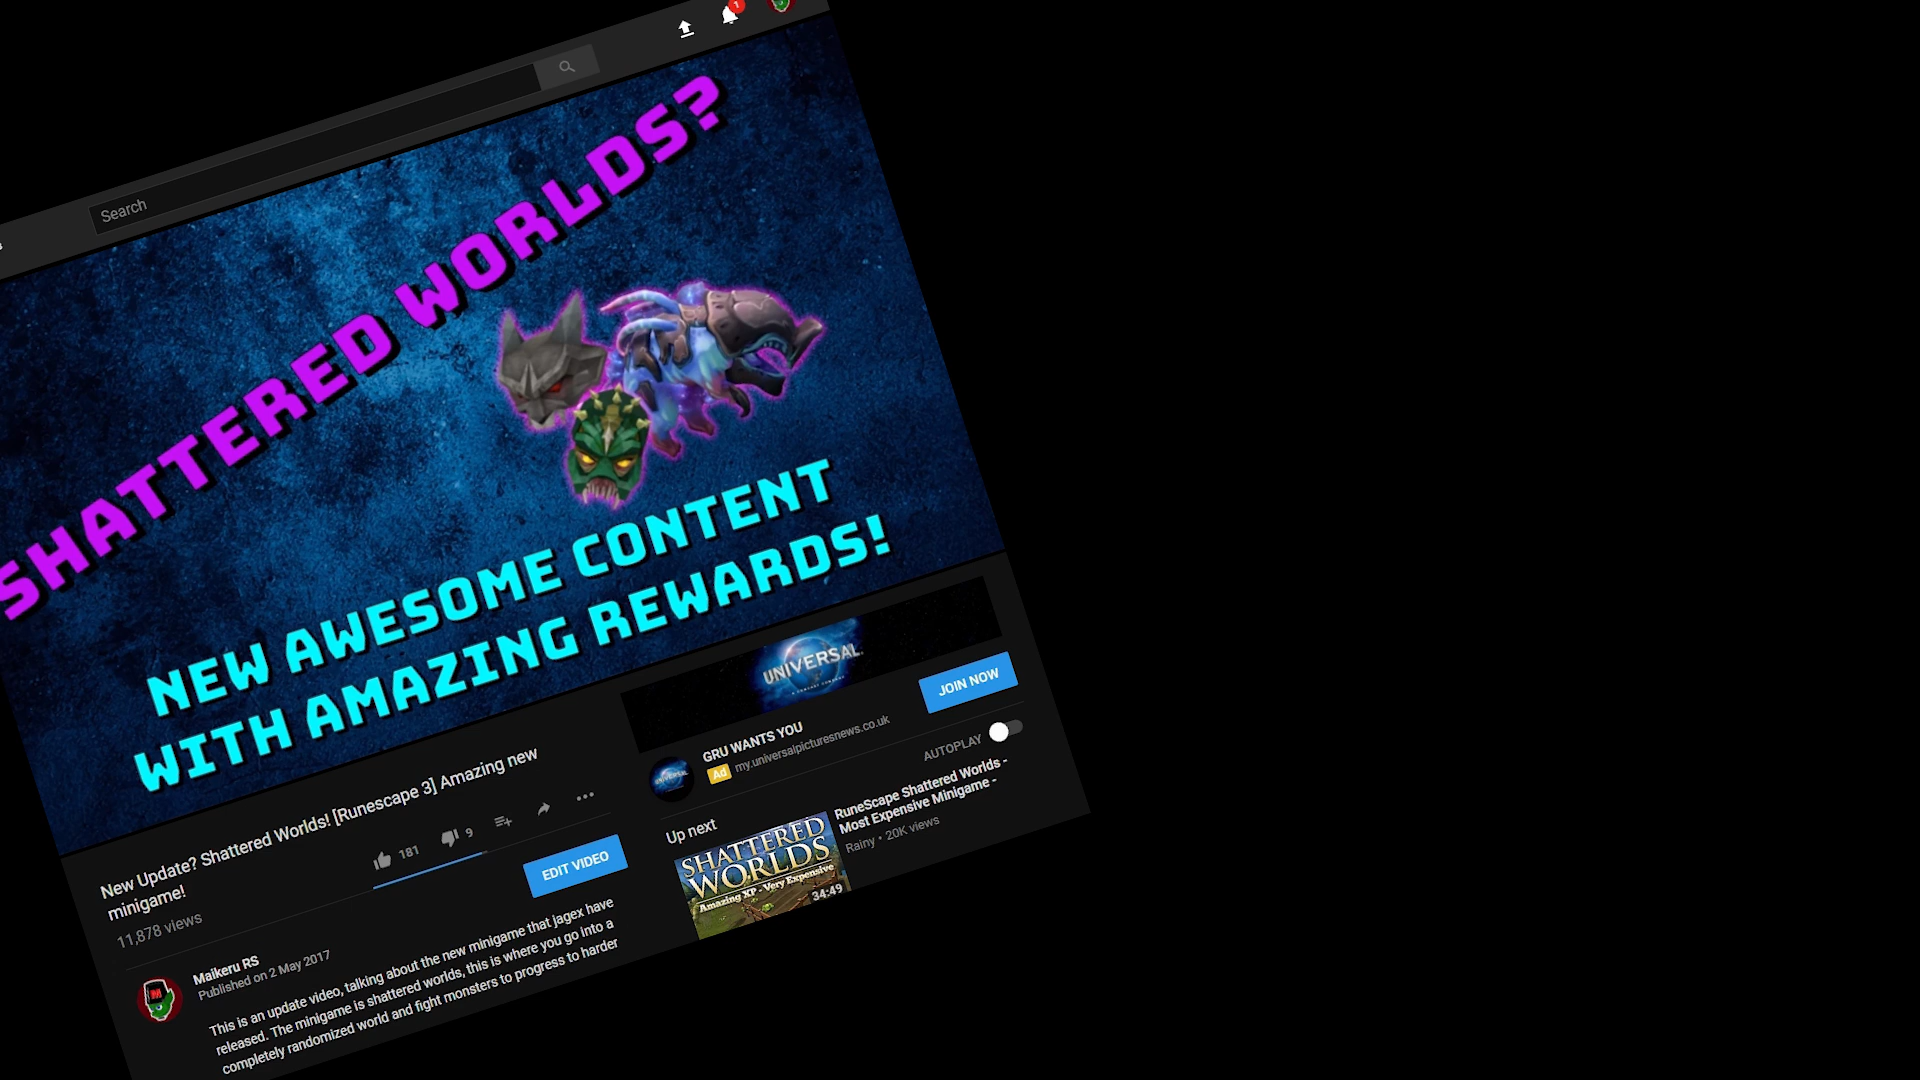 1
Search
SHATTERED WORLDS?
NEW AWESOME CONTENT
WITH AMAZING REWARDS!
New Update? Shattered Worlds! [Runescape 3] Amazing new
minigame!
11,878 views
181
9
EDIT VIDEO
Maikeru RS
Published on 2 May 2017
This is an update video, talking about the new minigame that jagex have
released. The minigame is shattered worlds, this is where you go into a
completely randomized world and fight monsters to progress to harder
UNIVERSAL
A COMCAST COMPANY
JOIN NOW
GRU WANTS YOU
UNIVERSAL
Ad my.universalpicturesnews.co.uk
AUTOPLAY
Up next
SHATTERED
WORLDS
Amazing XP - Very Expensive
34:49
RuneScape Shattered Worlds -
Most Expensive Minigame -
Rainy • 20K views